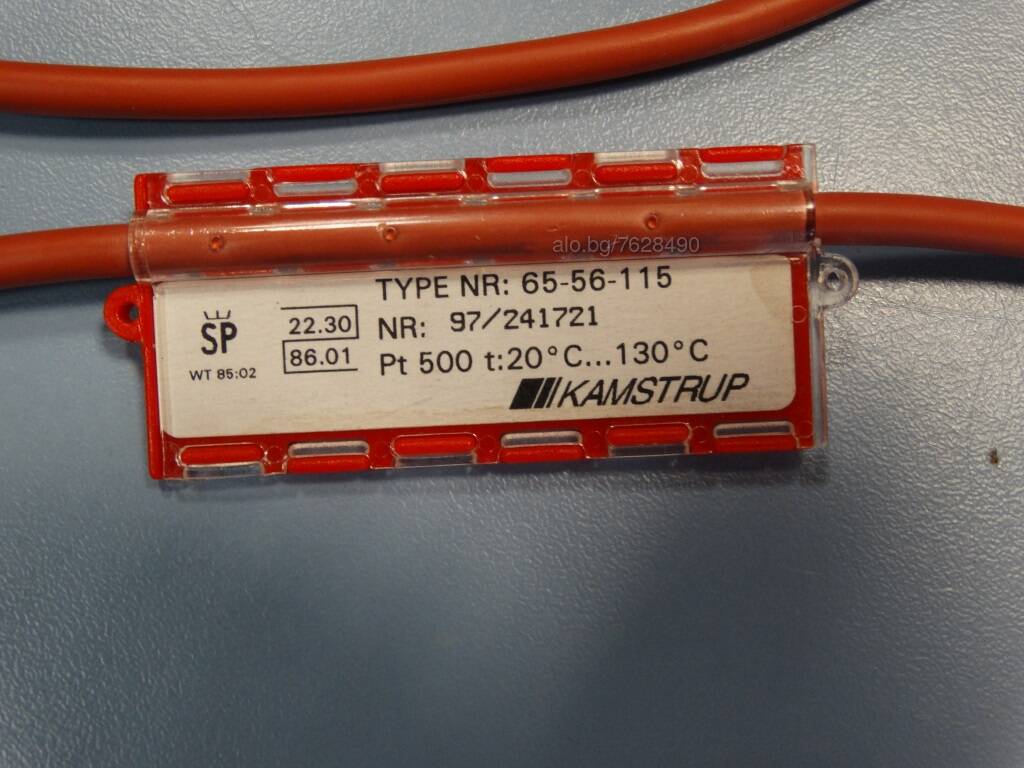 alo.bg/7628490
TYPE NR: 65-56-115
SP
22.30
NR: 97/241721
86.01
Pt 500 t:20°C...130°C
WT 85:02
KAMSTRUP